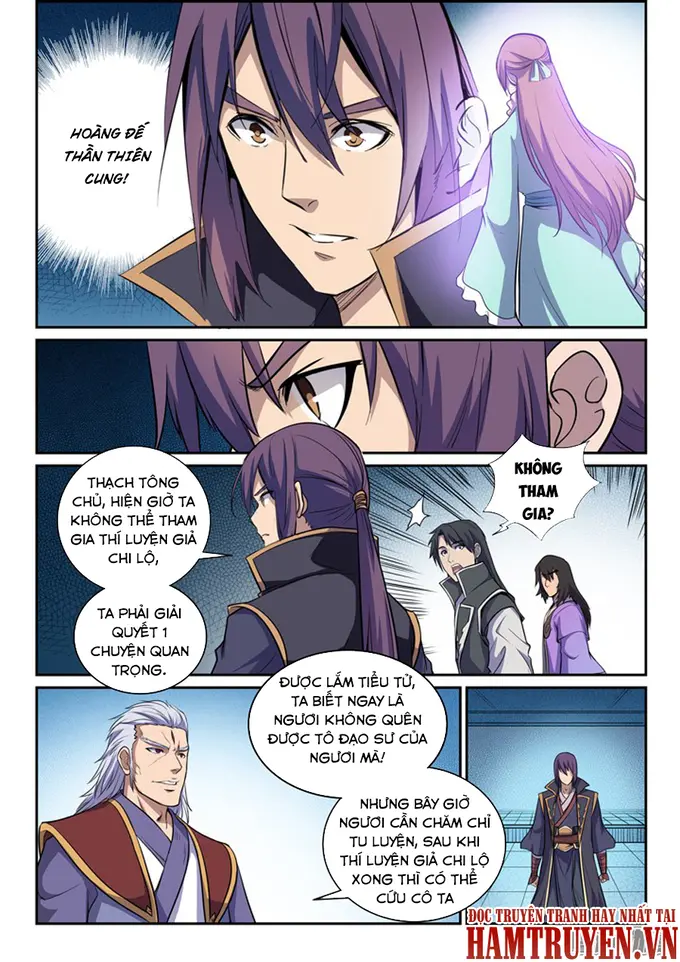 HOÀNG ĐẾ
THẦN THIÊN
CUNG!
KHÔNG
THAM
GIA?
THẠCH TÔNG
CHỦ, HIỆN GIỜ TA
KHÔNG THỂ THAM
GIA THÍ LUYỆN GIẢ
CHI LỘ,
TA PHẢI GIẢI
QUYẾT 1
CHUYỆN QUAN
TRỌNG.
ĐƯỢC LẮM TIỂU TỬ,
TA BIẾT NGAY LÀ
NGƯƠI KHÔNG QUÊN
ĐƯỢC TÔ ĐẠO SƯ CỦA
NGƯƠI MÀ!
NHƯNG BÂY GIỜ
NGƯƠI CẦN CHĂM CHỈ
TU LUYỆN, SAU KHI
THÍ LUYỆN GIẢ CHI LỘ
XONG THÌ CÓ THỂ
CỨU CÔ TA
ĐỌC TRUYỆN TRANH HAY NHẤT TẠI
HAMTRUYEN.VN